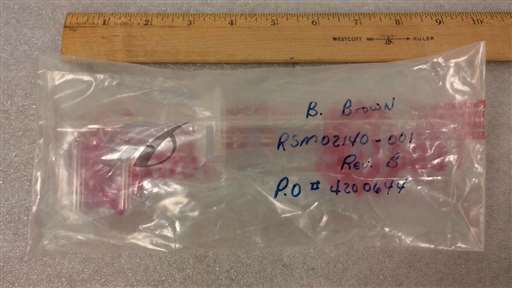 1 2 3 4 5 6 7 8 9 10
WESTCOTT RULER
B. Brown
RSM02140-001
Rev. B
P.O # 4200644